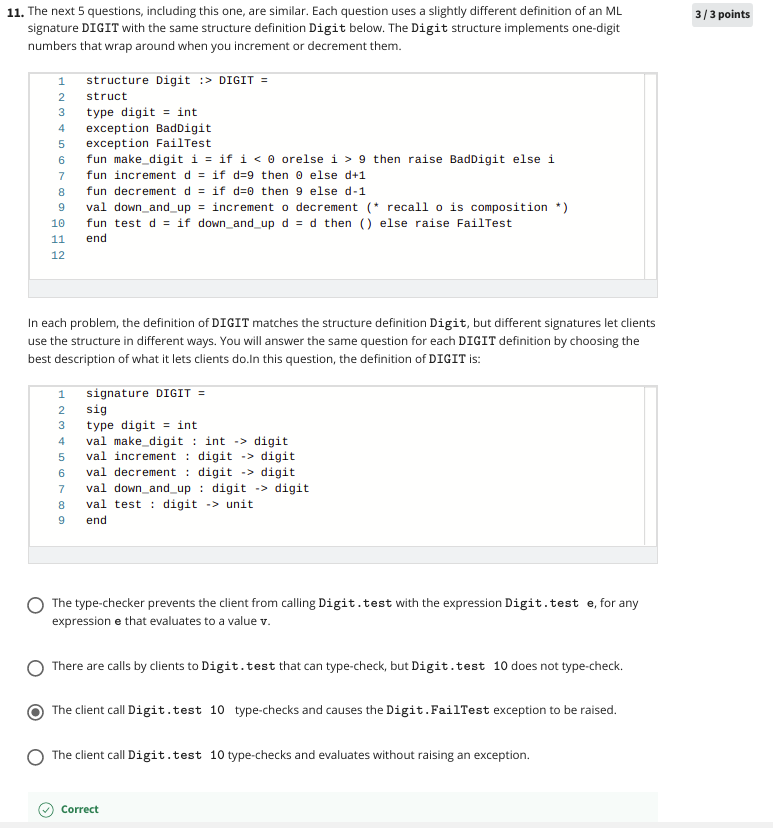 11. The next 5 questions, including this one, are similar. Each question uses a slightly different definition of an ML
3 / 3 points
signature DIGIT with the same structure definition Digit below. The Digit structure implements one-digit
numbers that wrap around when you increment or decrement them.
1 structure Digit :> DIGIT =
2 struct
3 type digit = int
4 exception BadDigit
5 exception FailTest
6 fun make_digit i = if i < 0 orelse i > 9 then raise BadDigit else i
7 fun increment d = if d=9 then 0 else d+1
8 fun decrement d = if d=0 then 9 else d-1
9 val down_and_up = increment o decrement (* recall o is composition *)
10 fun test d = if down_and_up d = d then () else raise FailTest
11 end
12
In each problem, the definition of DIGIT matches the structure definition Digit, but different signatures let clients
use the structure in different ways. You will answer the same question for each DIGIT definition by choosing the
best description of what it lets clients do.In this question, the definition of DIGIT is:
1 signature DIGIT =
2 sig
3 type digit = int
4 val make_digit : int -> digit
5 val increment : digit -> digit
6 val decrement : digit -> digit
7 val down_and_up : digit -> digit
8 val test : digit -> unit
9 end
The type-checker prevents the client from calling Digit.test with the expression Digit.test e, for any
expression e that evaluates to a value v.
There are calls by clients to Digit.test that can type-check, but Digit.test 10 does not type-check.
The client call Digit.test 10 type-checks and causes the Digit.FailTest exception to be raised.
The client call Digit.test 10 type-checks and evaluates without raising an exception.
Correct